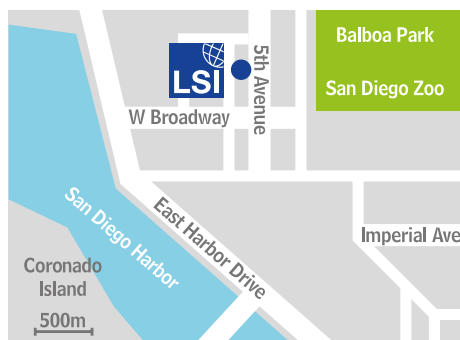 Balboa Park
San Diego Zoo
LSI
5th Avenue
W Broadway
San Diego Harbor
East Harbor Drive
Imperial Ave
Coronado
Island
500m